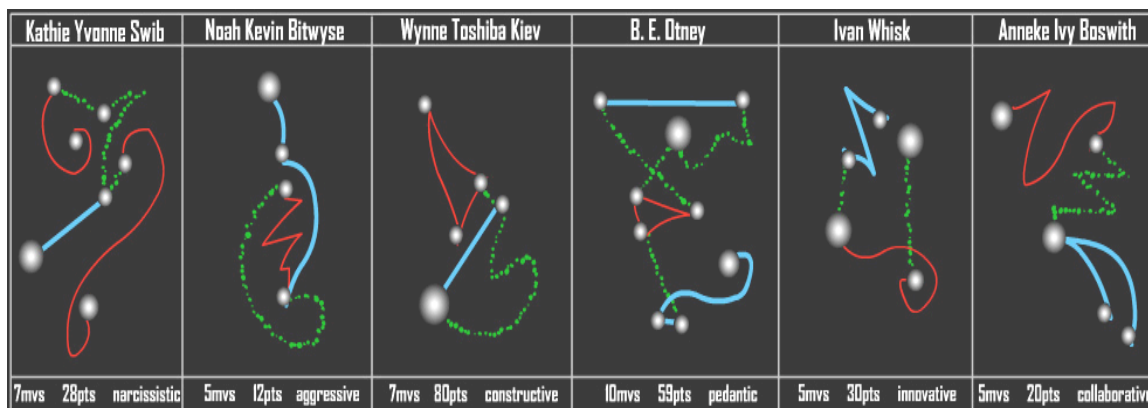 Kathie Yvonne Swib
Noah Kevin Bitwyse
Wynne Toshiba Kiev
B. E. Otney
Ivan Whisk
Anneke Ivy Boswith
7mvs 28pts narcissistic
5mvs 12pts aggressive
7mvs 80pts constructive
10mvs 59pts pedantic
5mvs 30pts innovative
5mvs 20pts collaborative